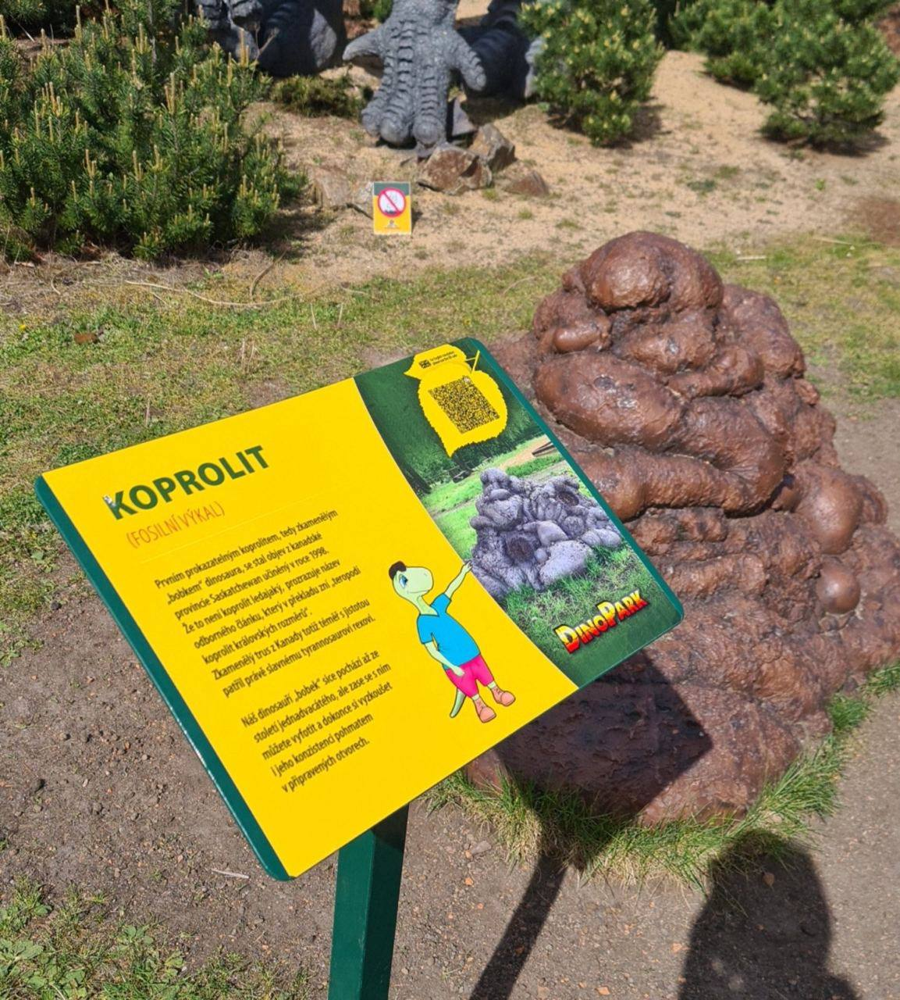 KOPROLIT
(FOSILNÍ VÝKAL)
Prvním prokazatelným koprolitem, tedy zkamenělým
„bobkem“ dinosaura, se stal objev z kanadské
provincie Saskatchewan učiněný v roce 1998.
Že to není koprolit ledajaký, prozrazuje název
odborného článku, který v překladu zní „teropodí
koprolit královských rozměrů“.
Zkamenělý trus z Kanady totiž téměř s jistotou
patřil právě slavnému tyrannosaurovi rexovi.
Náš dinosauří „bobek“ sice pochází až ze
století jednadvacátého, ale zase se s ním
můžete vyfotit a dokonce si vyzkoušet
i jeho konzistenci pohmatem
v připravených otvorech.
DINOPARK